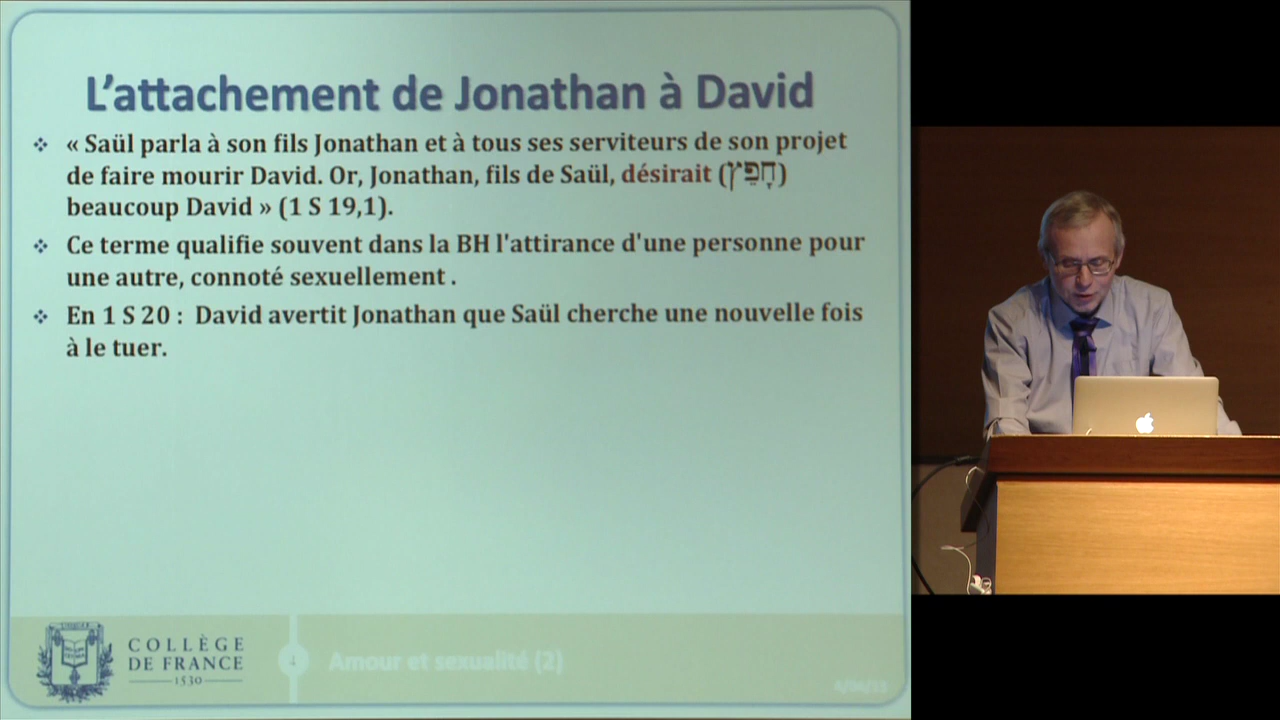 L'attachement de Jonathan à David
« Saül parla à son fils Jonathan et à tous ses serviteurs de son projet
de faire mourir David. Or, Jonathan, fils de Saül, désirait (חָפֵץ)
beaucoup David » (1 S 19,1).
Ce terme qualifie souvent dans la BH l'attirance d'une personne pour
une autre, connoté sexuellement .
En 1 S 20 : David avertit Jonathan que Saül cherche une nouvelle fois
à le tuer.
COLLÈGE
DE FRANCE
1530
Amour et sexualité (2)